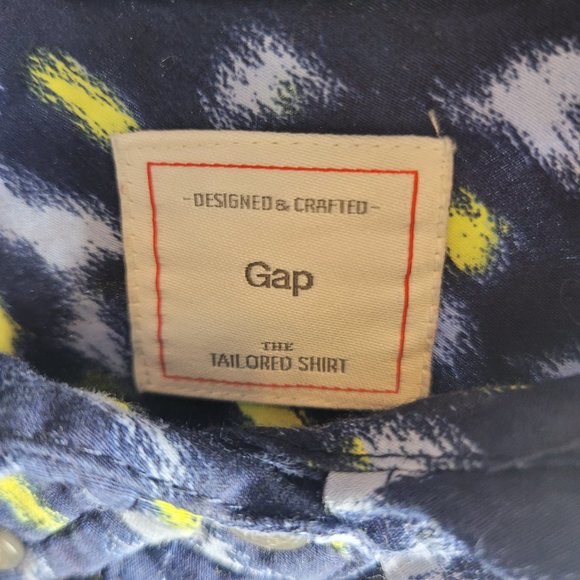 -DESIGNED & CRAFTED-
Gap
THE
TAILORED SHIRT